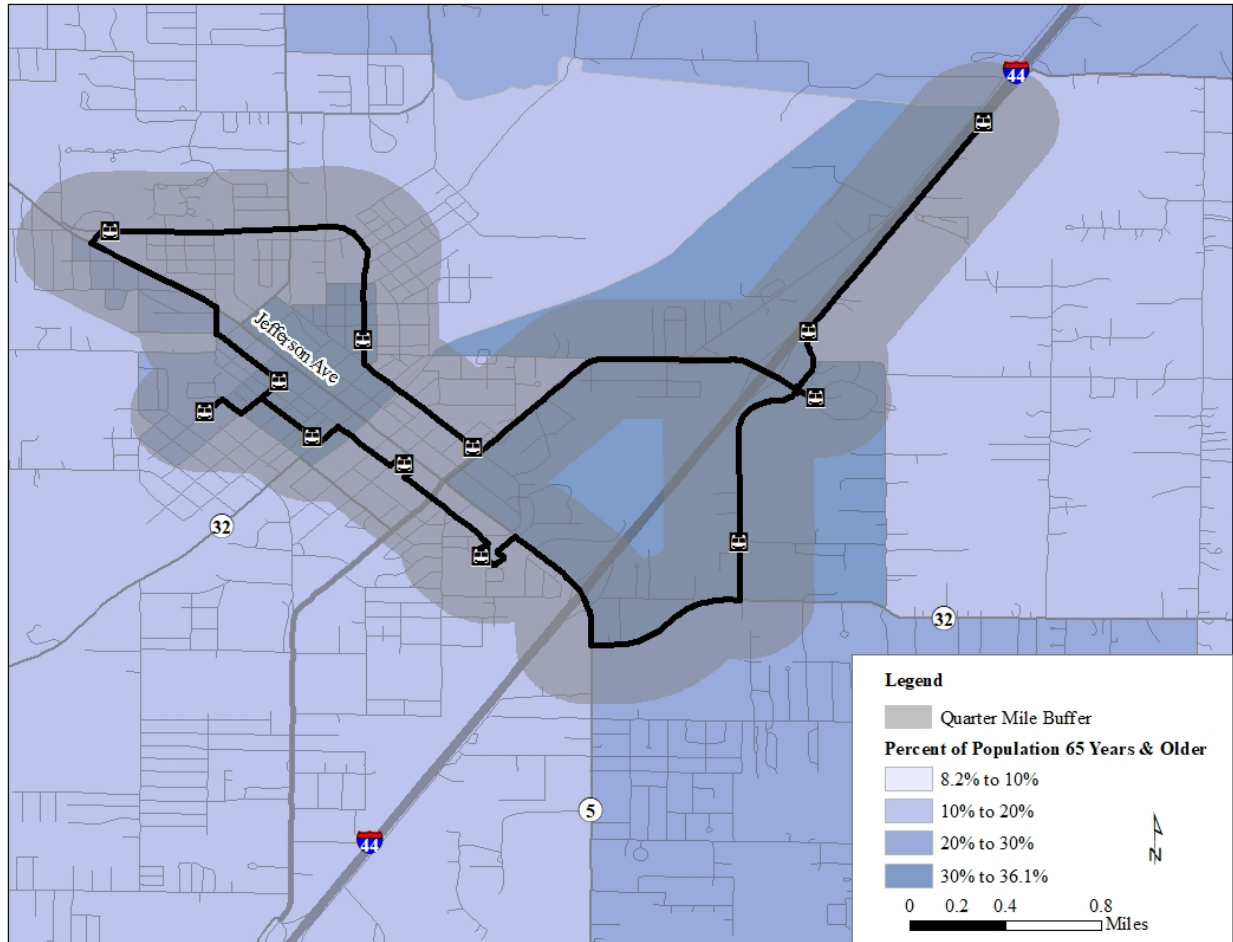 44
Jefferson Ave
32
32
5
44
Legend
Quarter Mile Buffer
Percent of Population 65 Years & Older
8.2% to 10%
10% to 20%
20% to 30%
30% to 36.1%
N
0 0.2 0.4 0.8
Miles